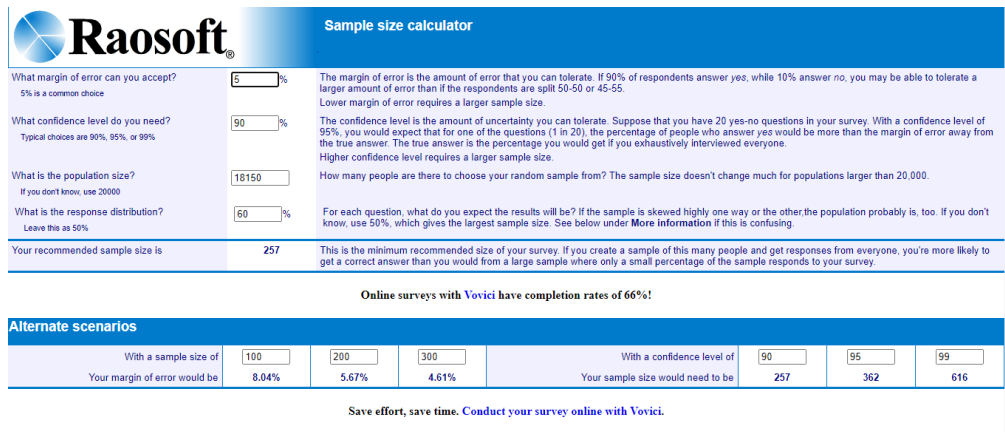 Raosoft®
Sample size calculator
What margin of error can you accept?
5% is a common choice
5 %
The margin of error is the amount of error that you can tolerate. If 90% of respondents answer yes, while 10% answer no, you may be able to tolerate a
larger amount of error than if the respondents are split 50-50 or 45-55.
Lower margin of error requires a larger sample size.
What confidence level do you need?
Typical choices are 90%, 95%, or 99%
90 %
The confidence level is the amount of uncertainty you can tolerate. Suppose that you have 20 yes-no questions in your survey. With a confidence level of
95%, you would expect that for one of the questions (1 in 20), the percentage of people who answer yes would be more than the margin of error away from
the true answer. The true answer is the percentage you would get if you exhaustively interviewed everyone.
Higher confidence level requires a larger sample size.
What is the population size?
If you don't know, use 20000
18150
How many people are there to choose your random sample from? The sample size doesn't change much for populations larger than 20,000.
What is the response distribution?
Leave this as 50%
60 %
For each question, what do you expect the results will be? If the sample is skewed highly one way or the other,the population probably is, too. If you don't
know, use 50%, which gives the largest sample size. See below under More information if this is confusing.
Your recommended sample size is
257
This is the minimum recommended size of your survey. If you create a sample of this many people and get responses from everyone, you're more likely to
get a correct answer than you would from a large sample where only a small percentage of the sample responds to your survey.
Online surveys with Vovici have completion rates of 66%!
Alternate scenarios
With a sample size of 100 200 300
Your margin of error would be 8.04% 5.67% 4.61%
With a confidence level of 90 95 99
Your sample size would need to be 257 362 616
Save effort, save time. Conduct your survey online with Vovici.